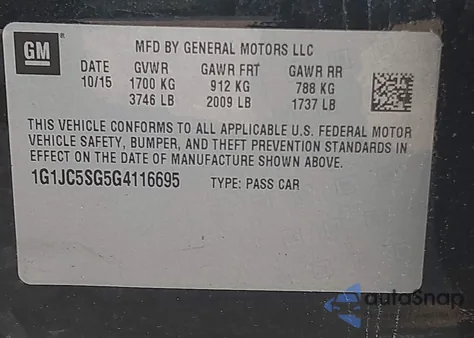 GM
MFD BY GENERAL MOTORS LLC
DATE GVWR GAWR FRT GAWR RR
10/15 1700 KG 912 KG 788 KG
3746 LB 2009 LB 1737 LB
THIS VEHICLE CONFORMS TO ALL APPLICABLE U.S. FEDERAL MOTOR
VEHICLE SAFETY, BUMPER, AND THEFT PREVENTION STANDARDS IN
EFFECT ON THE DATE OF MANUFACTURE SHOWN ABOVE.
1G1JC5SG5G4116695 TYPE: PASS CAR
autoSnap